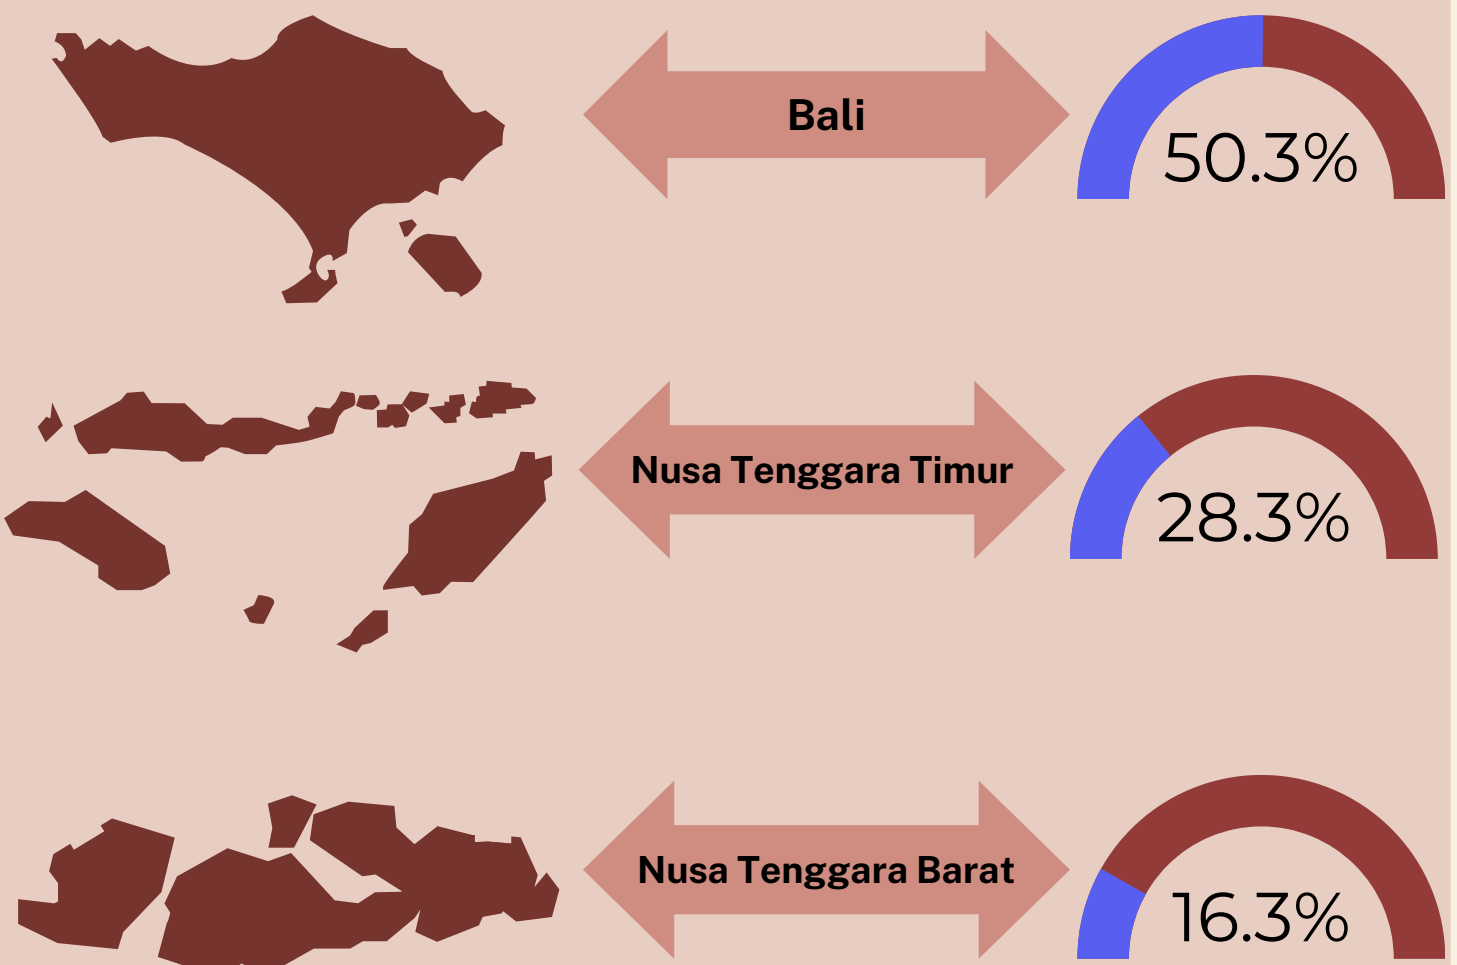 Bali
50.3%
Nusa Tenggara Timur
28.3%
Nusa Tenggara Barat
16.3%